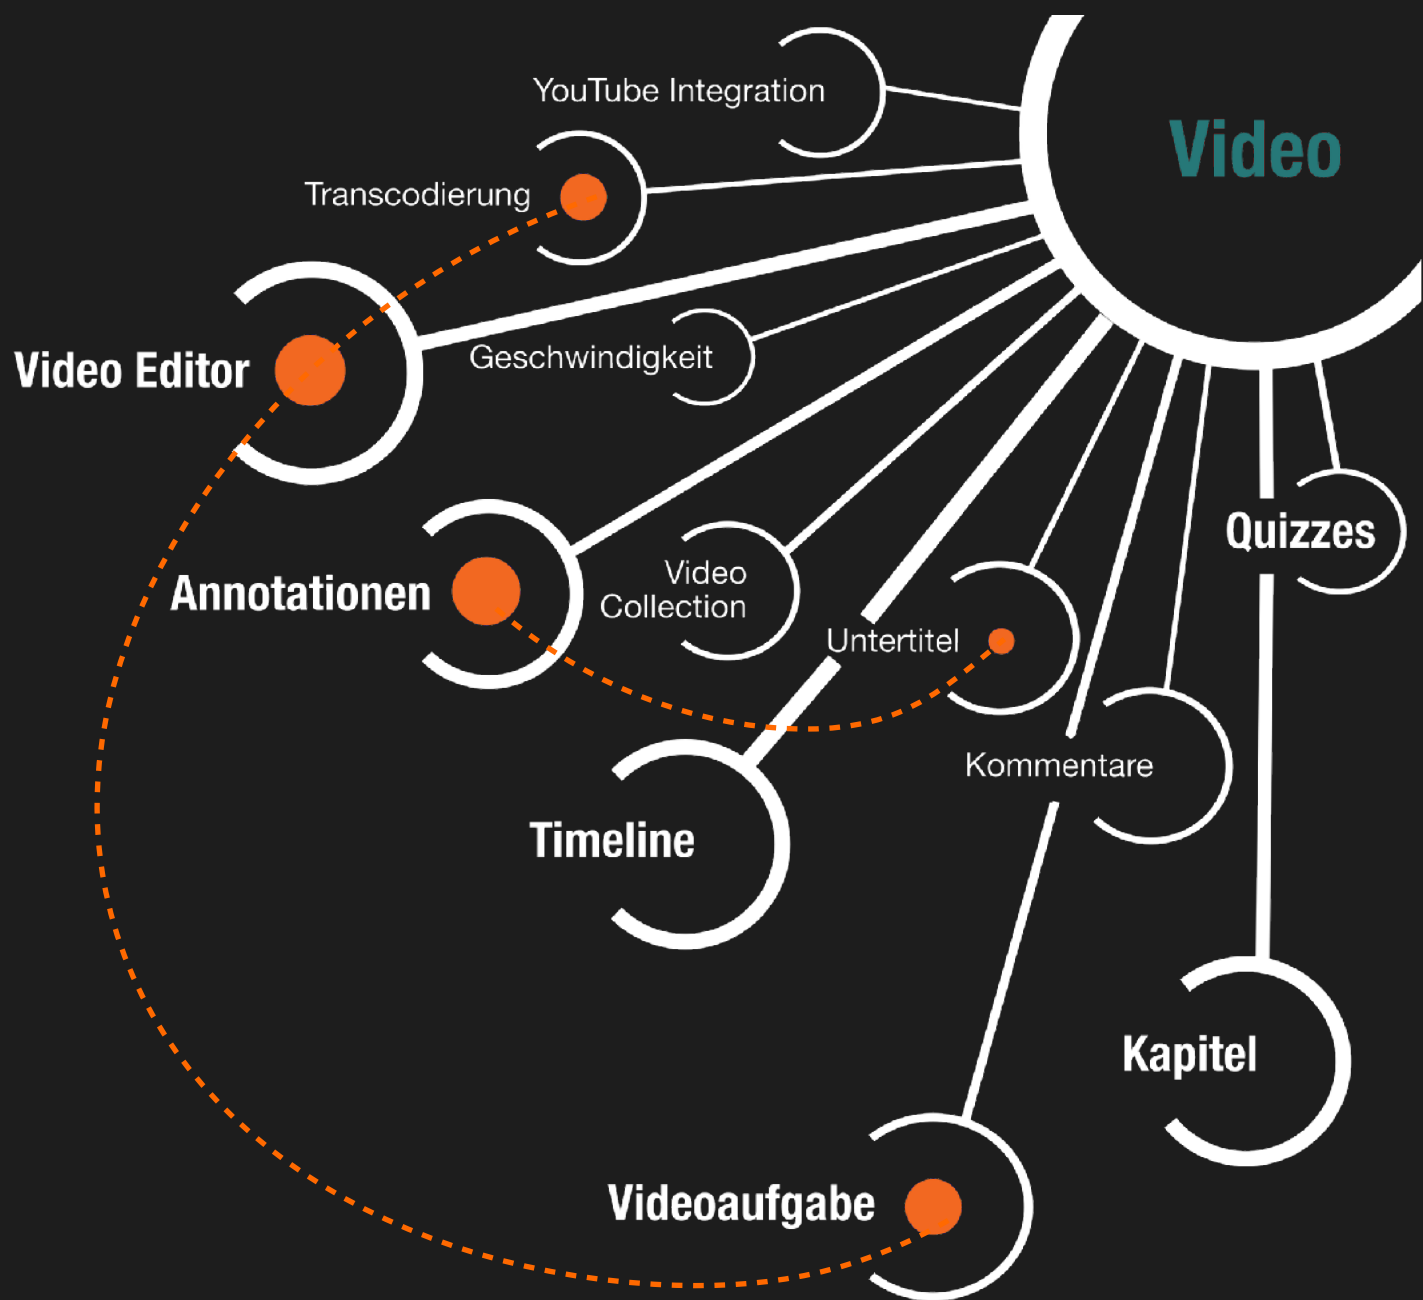 YouTube Integration
Video
Transcodierung
Video Editor
Geschwindigkeit
Quizzes
Annotationen
Video
Collection
Untertitel
Kommentare
Timeline
Kapitel
Videoaufgabe